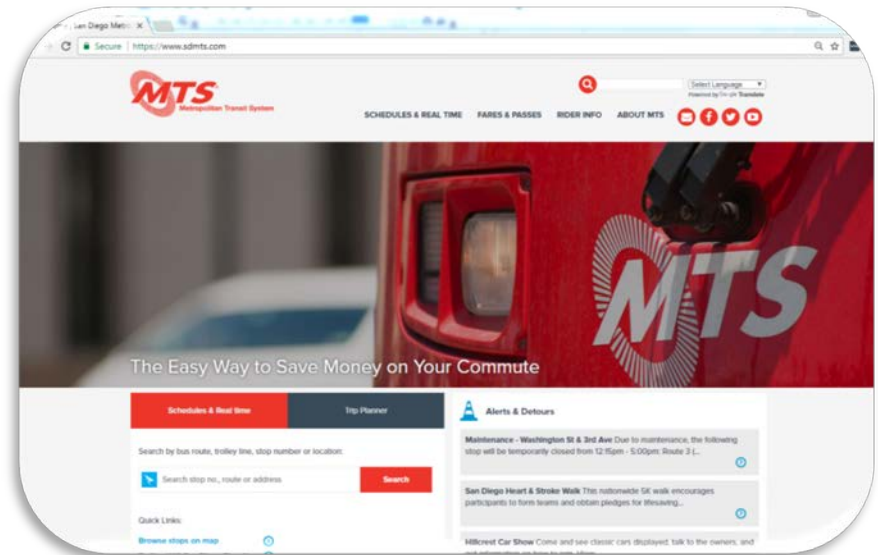 San Diego Metro
Secure https://www.sdmts.com
MTS
Metropolitan Transit System
Select Language
Powered by Google Translate
SCHEDULES & REAL TIME FARES & PASSES RIDER INFO ABOUT MTS
MTS
The Easy Way to Save Money on Your Commute
Schedules & Real time
Trip Planner
Search by bus route, trolley line, stop number or location:
Search stop no., route or address
Search
Quick Links:
Browse stops on map
Alerts & Detours
Maintenance - Washington St & 3rd Ave Due to maintenance, the following
stop will be temporarily closed from 12:15pm - 5:00pm: Route 3 (...
San Diego Heart & Stroke Walk This nationwide 5K walk encourages
participants to form teams and obtain pledges for lifesaving...
Hillcrest Car Show Come and see classic cars displayed, talk to the owners, and